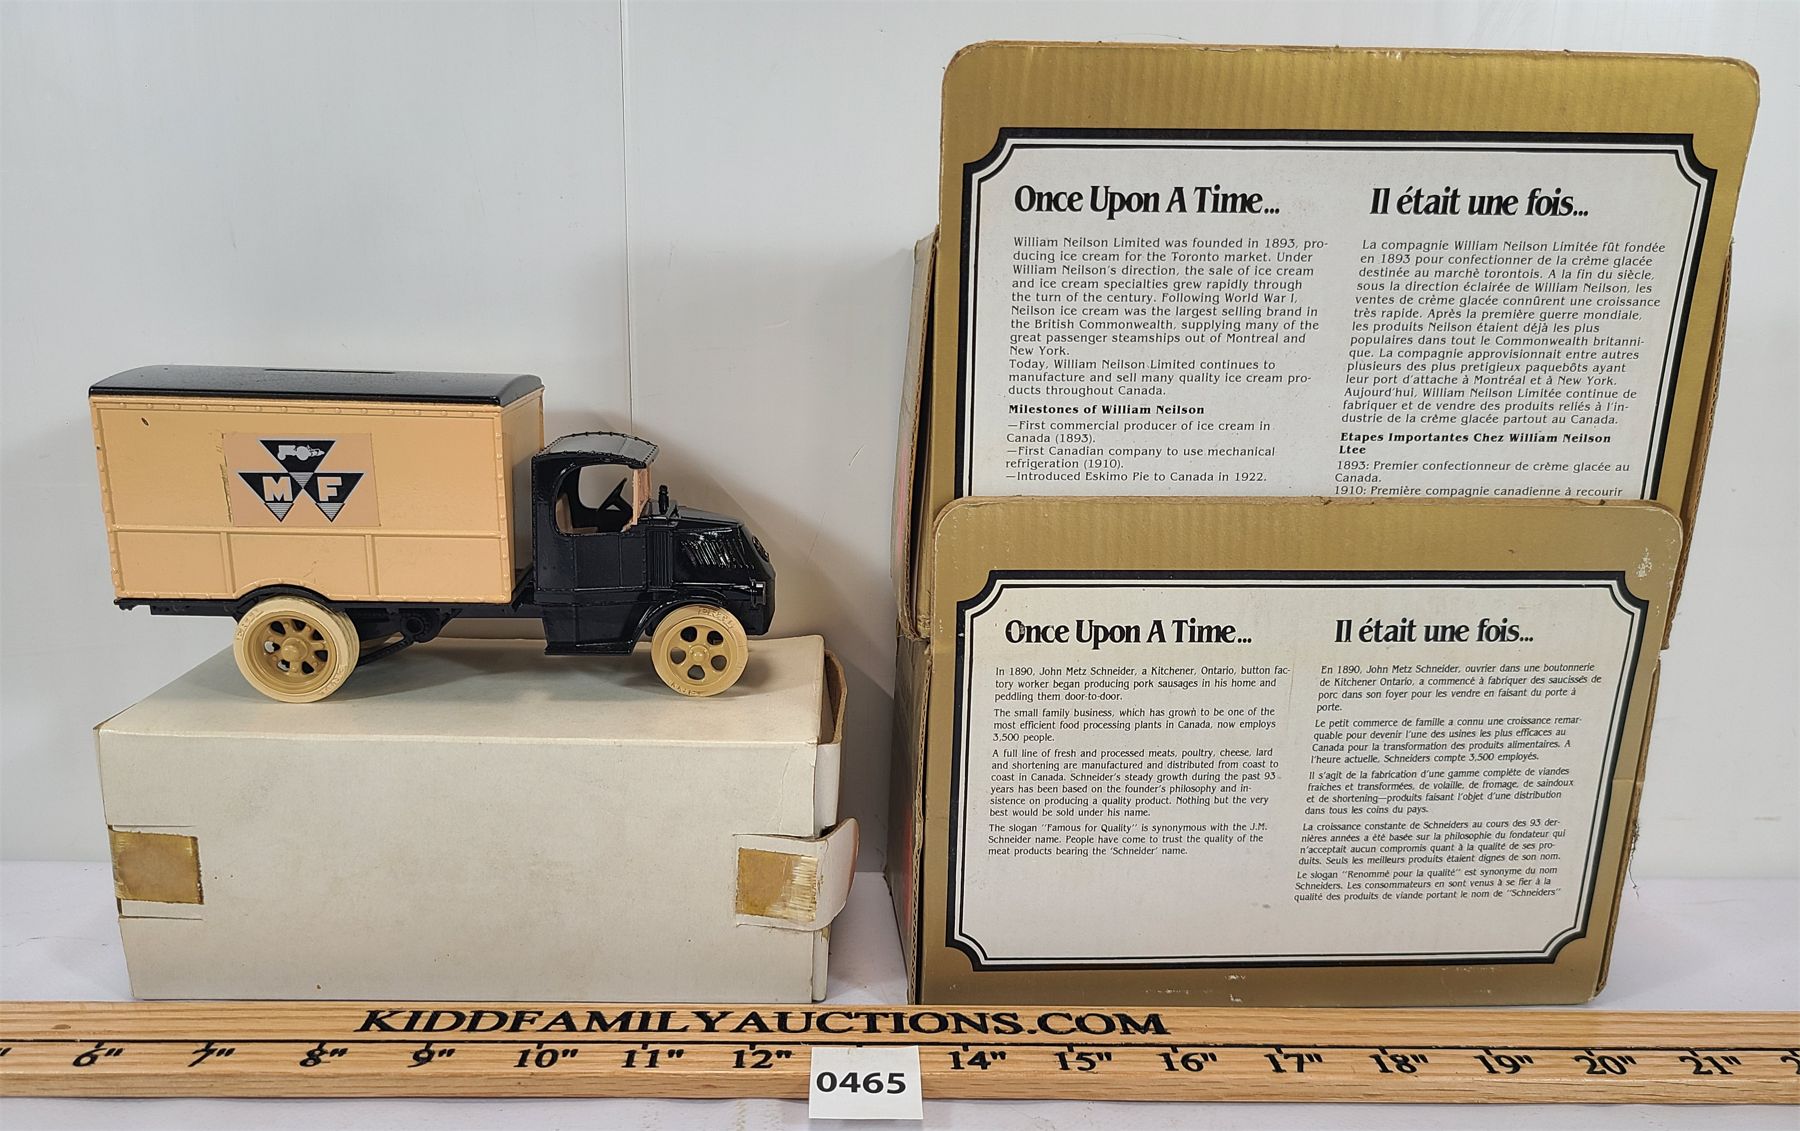 M F
Once Upon A Time...
William Neilson Limited was founded in 1893, pro-
ducing ice cream for the Toronto market. Under
William Neilson's direction, the sale of ice cream
and ice cream specialties grew rapidly through
the turn of the century. Following World War I,
Neilson ice cream was the largest selling brand in
the British Commonwealth, supplying many of the
great passenger steamships out of Montreal and
New York.
Today, William Neilson Limited continues to
manufacture and sell many quality ice cream pro-
ducts throughout Canada.
Milestones of William Neilson
—First commercial producer of ice cream in
Canada (1893).
—First Canadian company to use mechanical
refrigeration (1910).
—Introduced Eskimo Pie to Canada in 1922.
Il était une fois...
La compagnie William Neilson Limitée fût fondée
en 1893 pour confectionner de la crème glacée
destinée au marchè torontois. A la fin du siècle,
sous la direction éclairée de William Neilson, les
ventes de crème glacée connûrent une croissance
très rapide. Après la première guerre mondiale,
les produits Neilson étaient déjà les plus
populaires dans tout le Commonwealth britanni-
que. La compagnie approvisionnait entre autres
plusieurs des plus pretigieux paquebôts ayant
leur port d'attache à Montréal et à New York.
Aujourd'hui, William Neilson Limitée continue de
fabriquer et de vendre des produits reliés à l'in-
dustrie de la crème glacée partout au Canada.
Etapes Importantes Chez William Neilson
Ltee
1893: Premier confectionneur de crème glacée au
Canada.
1910: Première compagnie canadienne à recourir
Once Upon A Time...
In 1890, John Metz Schneider, a Kitchener, Ontario, button fac-
tory worker began producing pork sausages in his home and
peddling them door-to-door.
The small family business, which has grown to be one of the
most efficient food processing plants in Canada, now employs
3,500 people.
A full line of fresh and processed meats, poultry, cheese, lard
and shortening are manufactured and distributed from coast to
coast in Canada. Schneider's steady growth during the past 93
years has been based on the founder's philosophy and in-
sistence on producing a quality product. Nothing but the very
best would be sold under his name.
The slogan "Famous for Quality" is synonymous with the J.M.
Schneider name. People have come to trust the quality of the
meat products bearing the 'Schneider' name.
Il était une fois...
En 1890, John Metz Schneider, ouvrier dans une boutonnerie
de Kitchener Ontario, a commencé à fabriquer des saucissés de
porc dans son foyer pour les vendre en faisant du porte à
porte.
Le petit commerce de famille a connu une croissance remar-
quable pour devenir l'une des usines les plus efficaces au
Canada pour la transformation des produits alimentaires. A
l'heure actuelle, Schneiders compte 3,500 employés.
Il s'agit de la fabrication d'une gamme complète de viandes
fraîches et transformées, de volaille, de fromage, de saindoux
et de shortening—produits faisant l'objet d'une distribution
dans tous les coins du pays.
La croissance constante de Schneiders au cours des 93 der-
nières années a été basée sur la philosophie du fondateur qui
n'acceptait aucun compromis quant à la qualité de ses pro-
duits. Seuls les meilleurs produits étaient dignes de son nom.
Le slogan "Renommé pour la qualité" est synonyme du nom
Schneiders. Les consommateurs en sont venus à se fier à la
qualité des produits de viande portant le nom de "Schneiders"
KIDDFAMILYAUCTIONS.COM
6" 7" 8" 9" 10" 11" 12" 14" 15" 16" 17" 18" 19" 20" 21"
0465